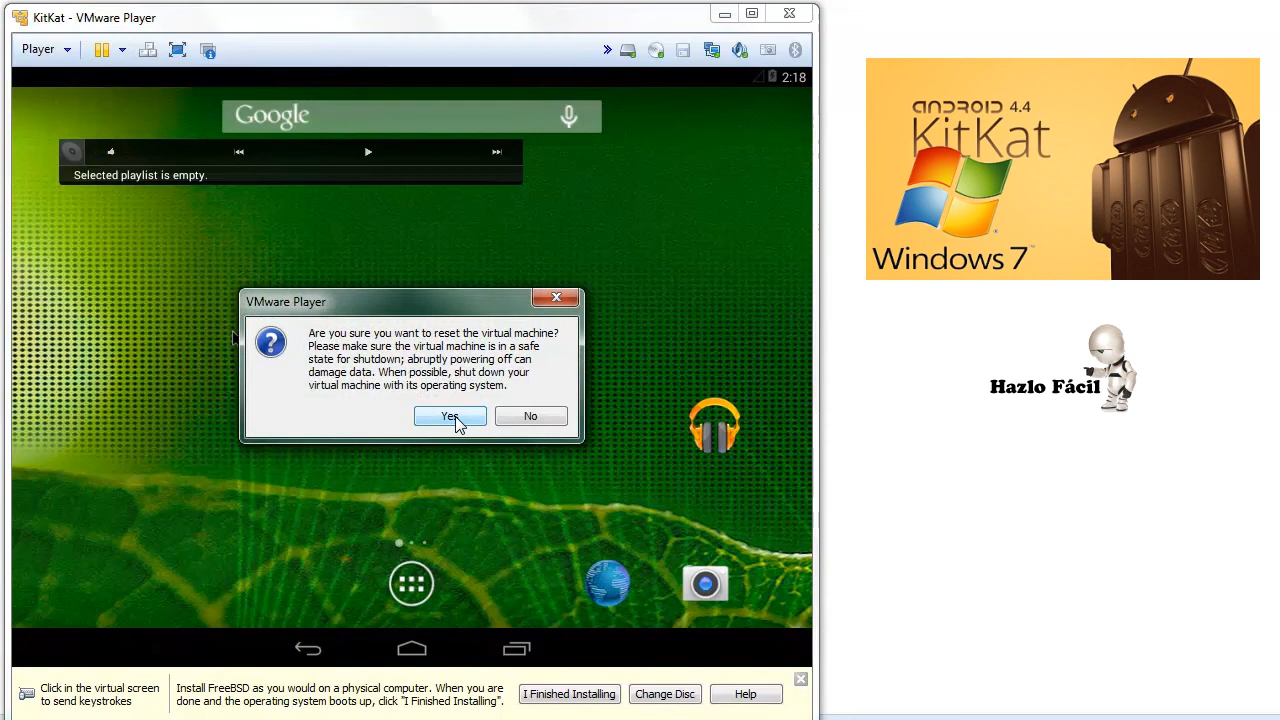 KitKat - VMware Player
Player
2:18
Google
Selected playlist is empty.
VMware Player
Are you sure you want to reset the virtual machine?
Please make sure the virtual machine is in a safe
state for shutdown; abruptly powering off can
damage data. When possible, shut down your
virtual machine with its operating system.
Yes
No
Click in the virtual screen
to send keystrokes
Install FreeBSD as you would on a physical computer. When you are
done and the operating system boots up, click "I Finished Installing".
I Finished Installing
Change Disc
Help
ANDROID 4.4
KitKat
Windows 7
Hazlo Fácil